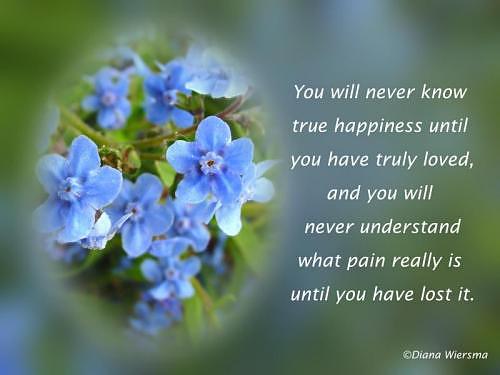 You will never know
true happiness until
you have truly loved,
and you will
never understand
what pain really is
until you have lost it.
©Diana Wiersma